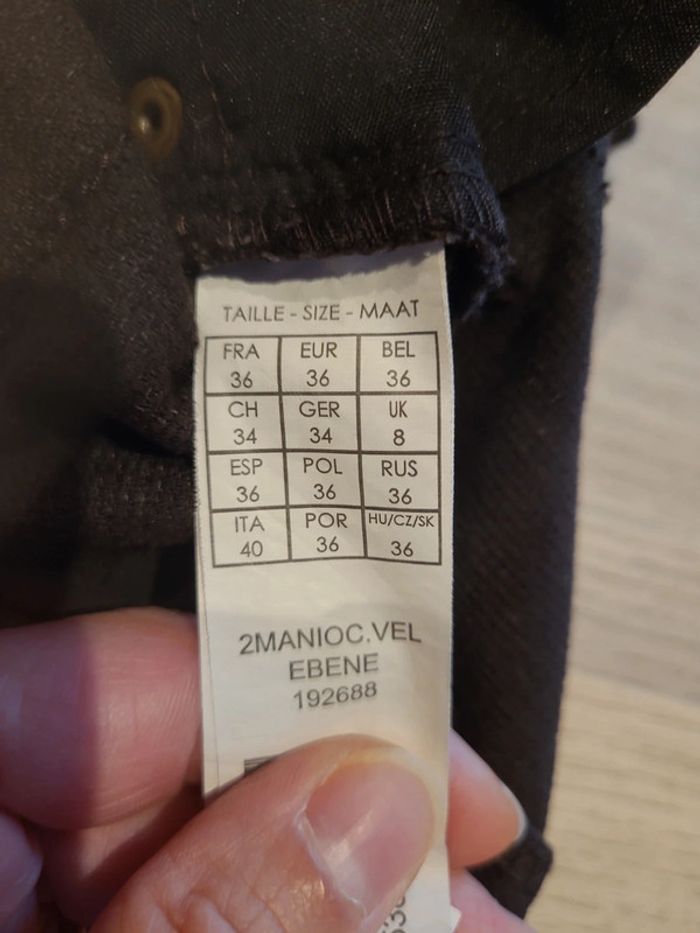 TAILLE - SIZE - MAAT
FRA EUR BEL
36 36 36
CH GER UK
34 34 8
ESP POL RUS
36 36 36
ITA POR HU/CZ/SK
40 36 36
2MANIOC.VEL
EBENE
192688